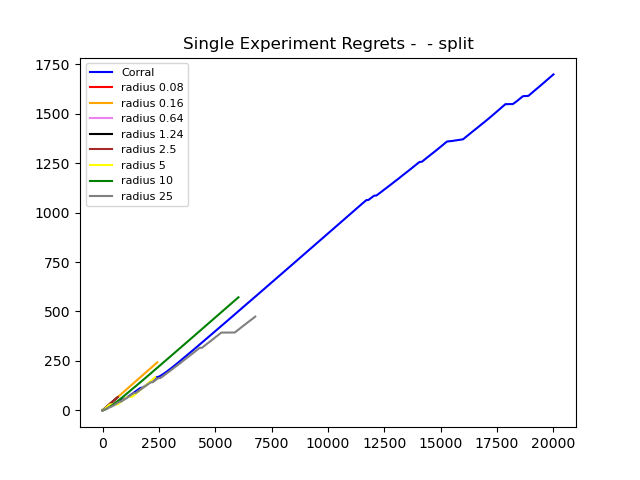 Single Experiment Regrets -  - split
1750
1500
1250
1000
750
500
250
0
Corral
radius 0.08
radius 0.16
radius 0.64
radius 1.24
radius 2.5
radius 5
radius 10
radius 25
0 2500 5000 7500 10000 12500 15000 17500 20000